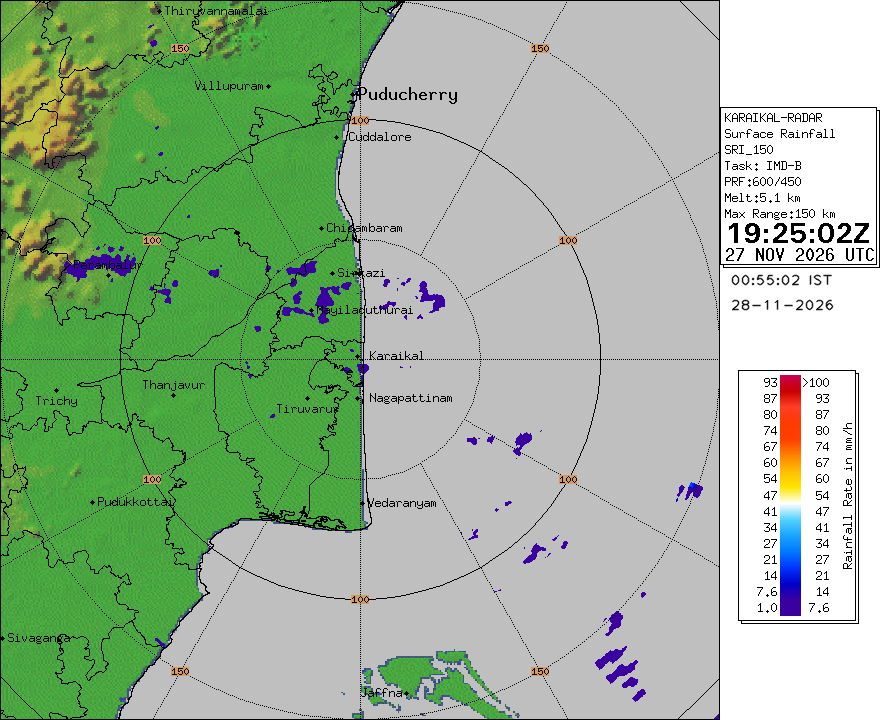 Thiruvannamalai
150
150
Villupuram
Puducherry
100
Cuddalore
Chidambaram
100
100
Perambalur
Sirkazi
Mayiladuthurai
Karaikal
Thanjavur
Trichy
Tiruvarur
Nagapattinam
100
100
Pudukkottai
Vedaranyam
100
Sivaganga
150
150
Jaffna
KARAIKAL-RADAR
Surface Rainfall
SRI_150
Task: IMD-B
PRF:600/450
Melt:5.1 km
Max Range:150 km
19:25:02Z
27 NOV 2026 UTC
00:55:02 IST
28-11-2026
93 >100
87 93
80 87
74 80
67 74
60 67
54 60
47 54
41 47
34 41
27 34
21 27
14 21
7.6 14
1.0 7.6
Rainfall Rate in mm/h